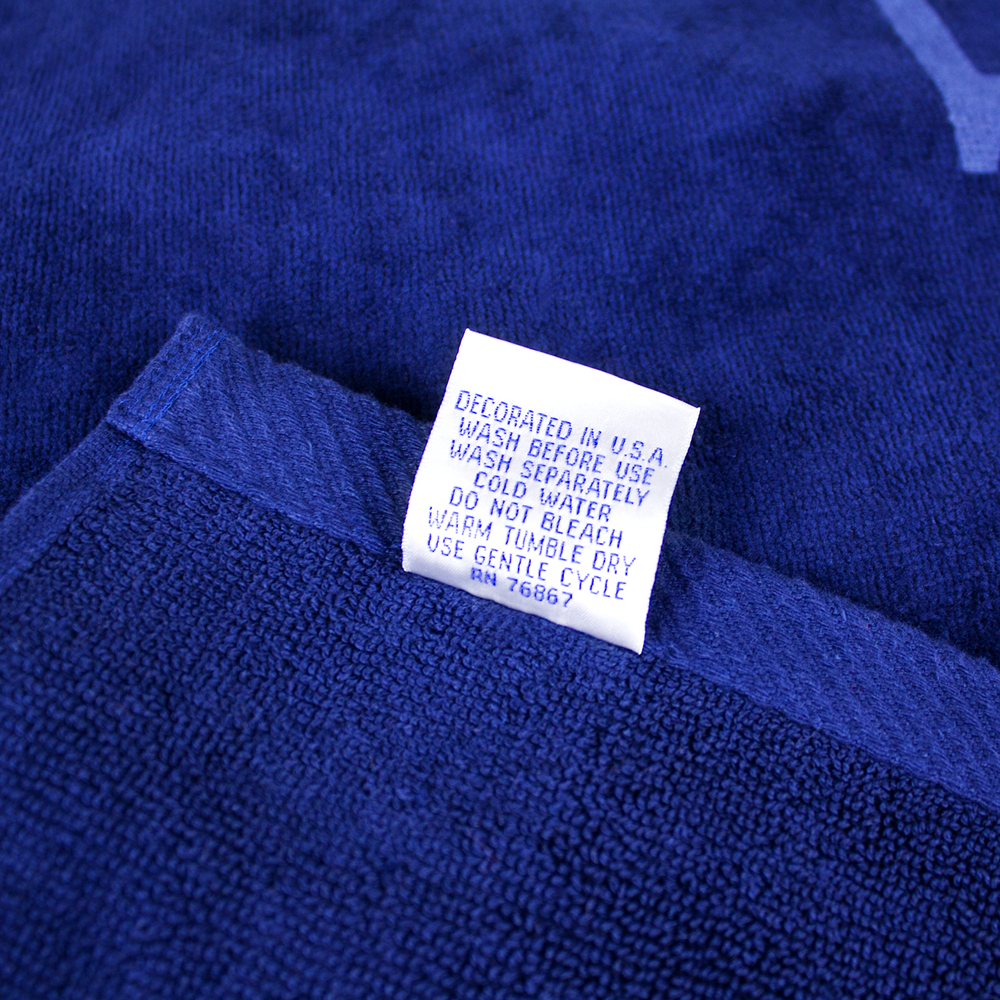 DECORATED IN U.S.A.
WASH BEFORE USE
WASH SEPARATELY
COLD WATER
DO NOT BLEACH
WARM TUMBLE DRY
USE GENTLE CYCLE
RN 76867